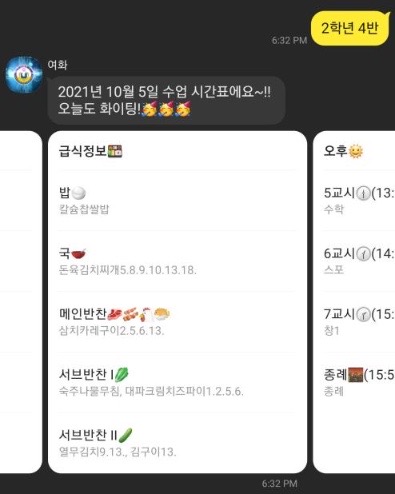 2학년 4반
6:32 PM
여화
2021년 10월 5일 수업 시간표에요~!!
오늘도 화이팅!🥳🥳🥳
급식정보🍱
밥🍚
칼슘찹쌀밥
국🍲
돈육김치찌개5.8.9.10.13.18.
메인반찬🥩🥓🍗🥞
삼치카레구이2.5.6.13.
서브반찬 I🥬
숙주나물무침, 대파크림치즈파이1.2.5.6.
서브반찬 II🥒
열무김치9.13., 김구이13.
오후🌞
5교시🕜(13:
수학
6교시🕝(14:
스포
7교시🕞(15:
창1
종례🌇(15:5
종례
6:32 PM